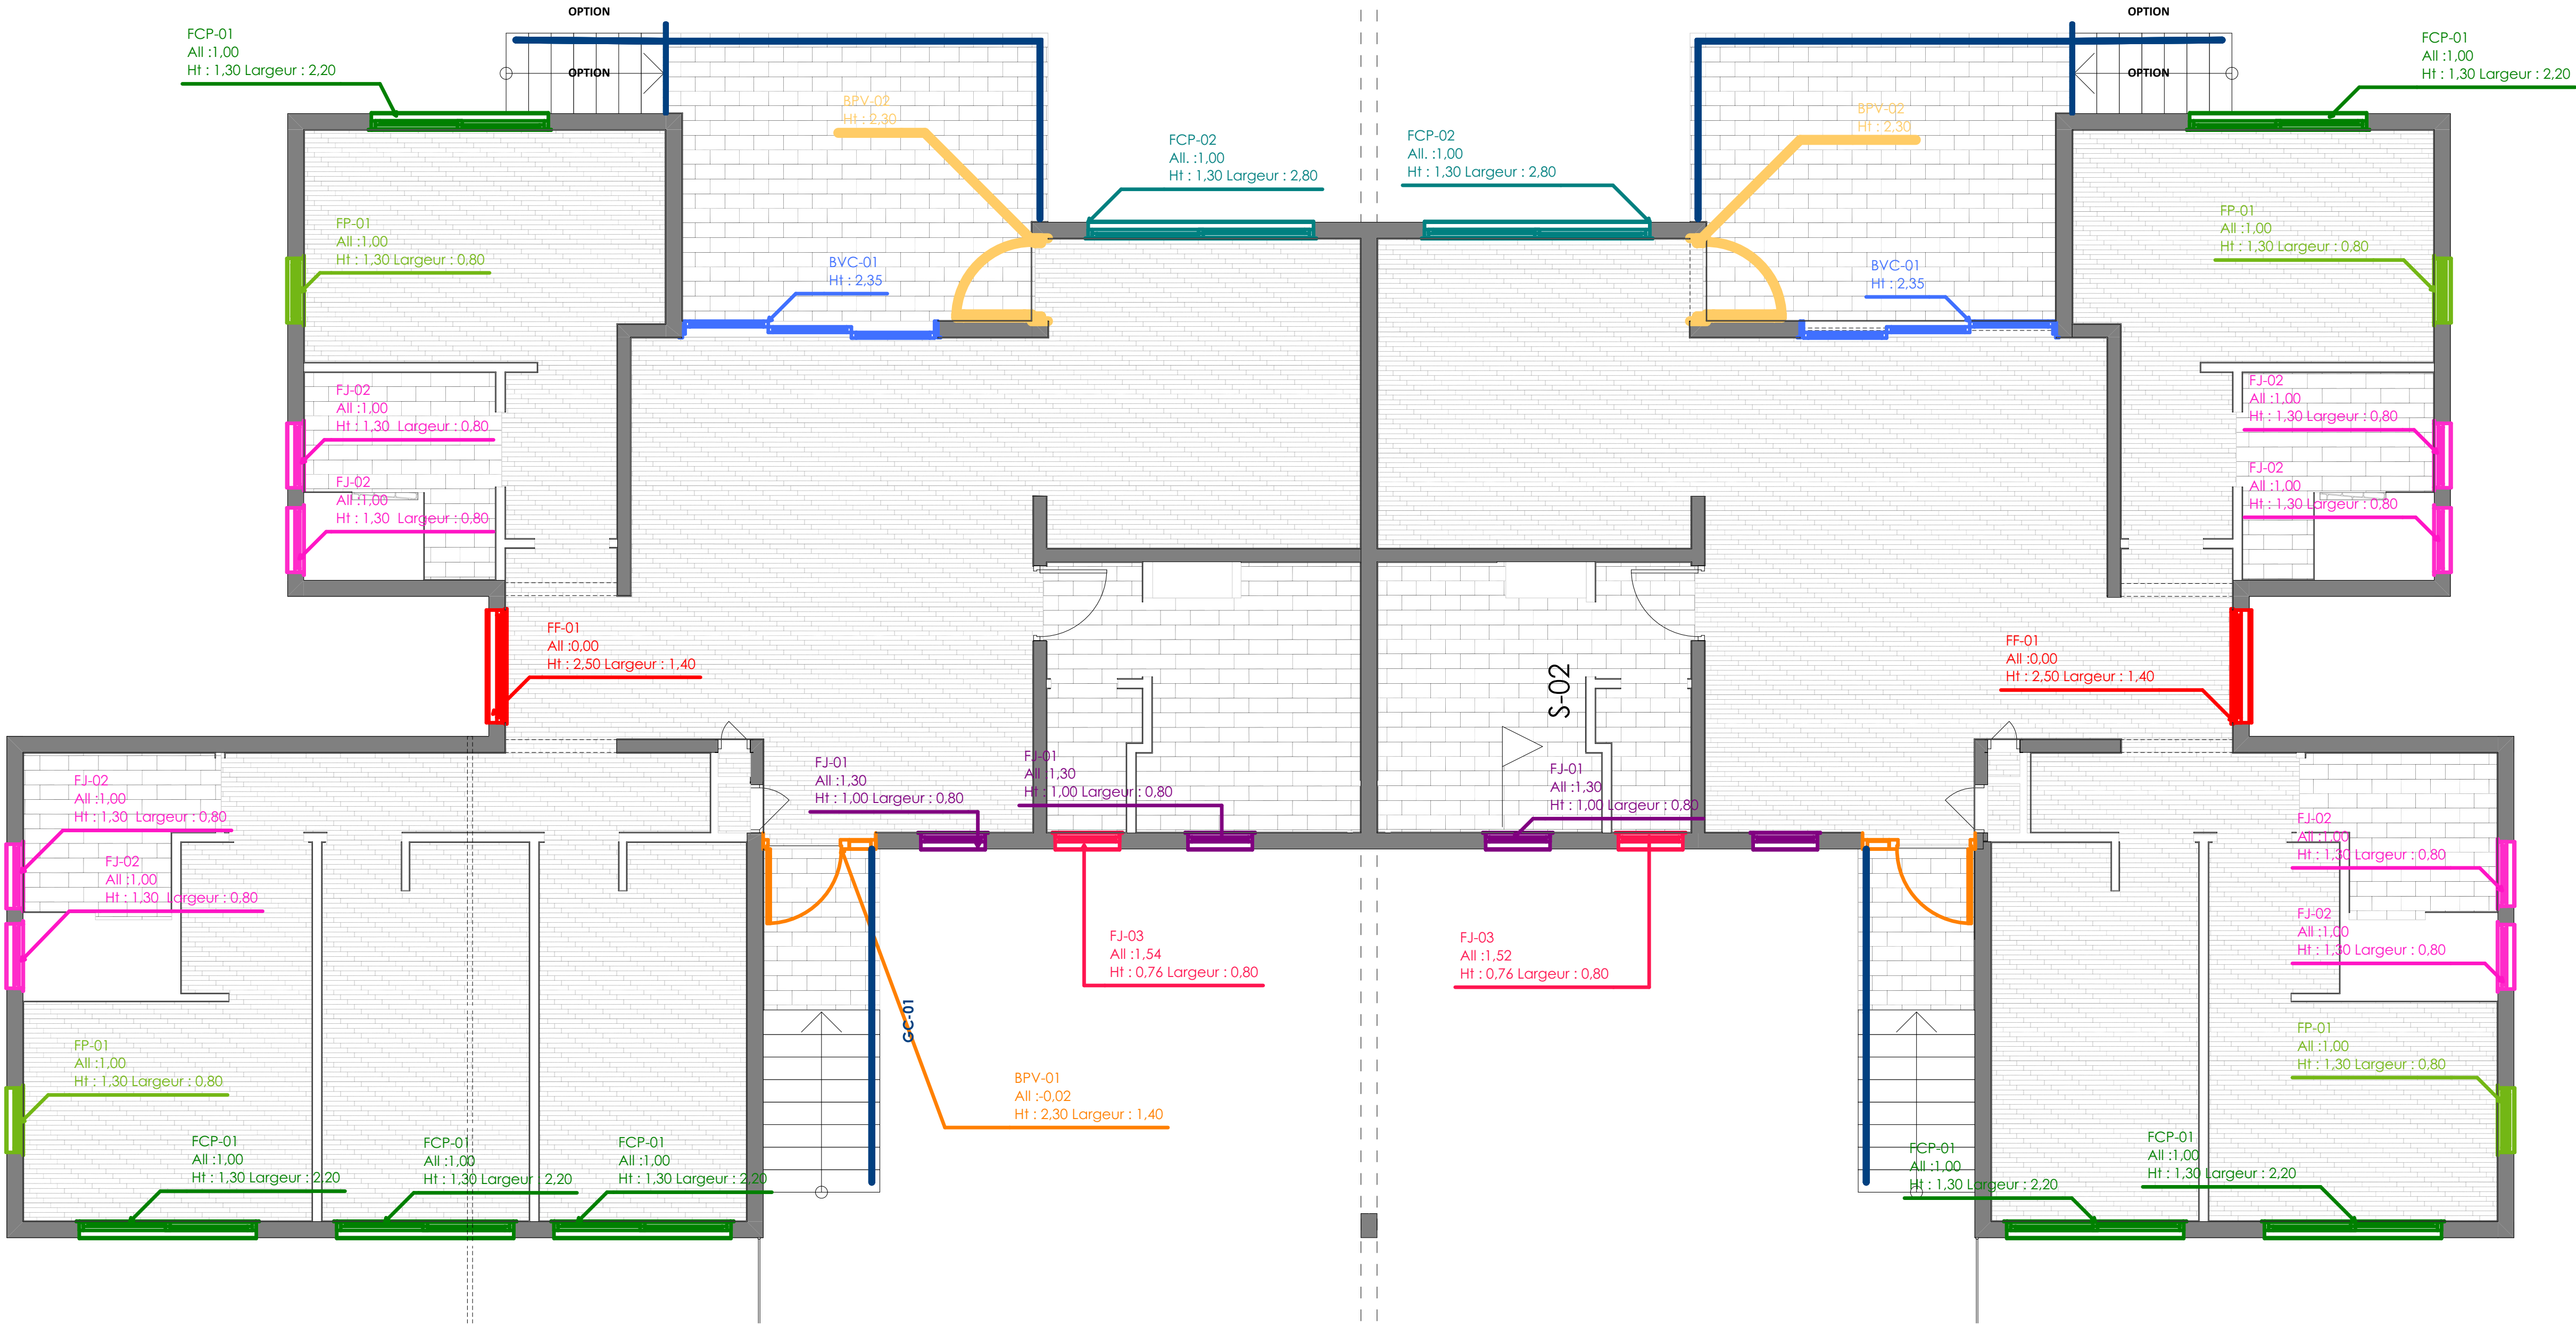 OPTION
OPTION
FCP-01
All :1,00
Ht : 1,30 Largeur : 2,20
FCP-01
All :1,00
Ht : 1,30 Largeur : 2,20
OPTION
OPTION
BPV-02
Ht : 2,30
BPV-02
Ht : 2,30
FCP-02
All. :1,00
Ht : 1,30 Largeur : 2,80
FCP-02
All. :1,00
Ht : 1,30 Largeur : 2,80
FP-01
All :1,00
Ht : 1,30 Largeur : 0,80
FP-01
All :1,00
Ht : 1,30 Largeur : 0,80
BVC-01
Ht : 2,35
BVC-01
Ht : 2,35
FJ-02
All :1,00
Ht : 1,30 Largeur : 0,80
FJ-02
All :1,00
Ht : 1,30 Largeur : 0,80
FJ-02
All :1,00
Ht : 1,30 Largeur : 0,80
FJ-02
All :1,00
Ht : 1,30 Largeur : 0,80
FF-01
All :0,00
Ht : 2,50 Largeur : 1,40
FF-01
All :0,00
Ht : 2,50 Largeur : 1,40
S-02
FJ-02
All :1,00
Ht : 1,30 Largeur : 0,80
FJ-01
All :1,30
Ht : 1,00 Largeur : 0,80
FJ-01
All :1,30
Ht : 1,00 Largeur : 0,80
FJ-01
All :1,30
Ht : 1,00 Largeur : 0,80
FJ-02
All :1,00
Ht : 1,30 Largeur : 0,80
FJ-02
All :1,00
Ht : 1,30 Largeur : 0,80
FJ-02
All :1,00
Ht : 1,30 Largeur : 0,80
FJ-03
All :1,54
Ht : 0,76 Largeur : 0,80
FJ-03
All :1,52
Ht : 0,76 Largeur : 0,80
GC-01
FP-01
All :1,00
Ht : 1,30 Largeur : 0,80
BPV-01
All :-0,02
Ht : 2,30 Largeur : 1,40
FP-01
All :1,00
Ht : 1,30 Largeur : 0,80
FCP-01
All :1,00
Ht : 1,30 Largeur : 2,20
FCP-01
All :1,00
Ht : 1,30 Largeur : 2,20
FCP-01
All :1,00
Ht : 1,30 Largeur : 2,20
FCP-01
All :1,00
Ht : 1,30 Largeur : 2,20
FCP-01
All :1,00
Ht : 1,30 Largeur : 2,20